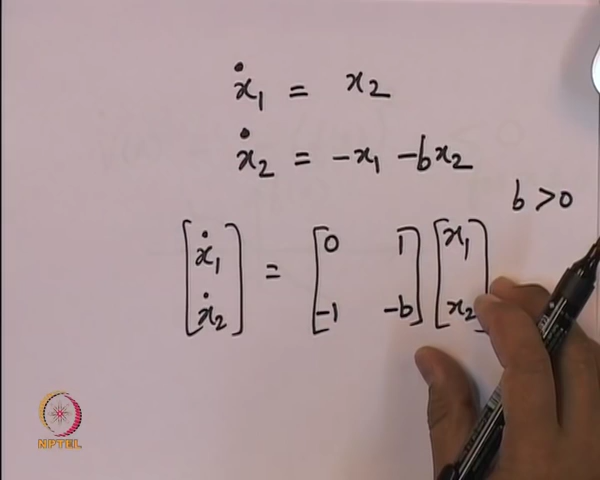 ẋ₁ = x₂
ẋ₂ = -x₁ - bx₂
b > 0
[ẋ₁ ẋ₂] = [0 1 -1 -b] [x₁ x₂]
NPTEL